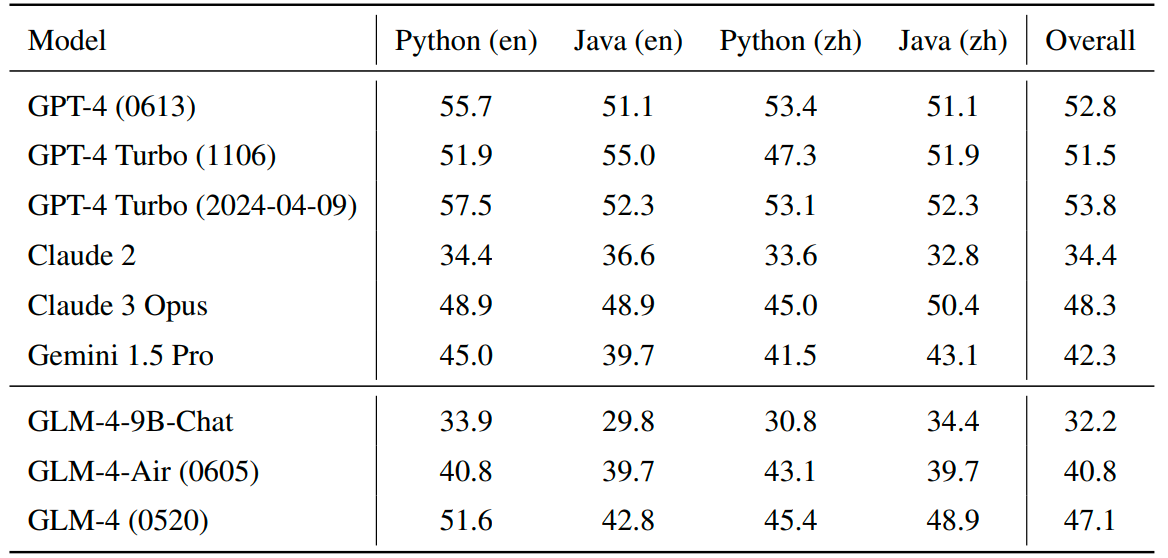 Model Python (en) Java (en) Python (zh) Java (zh) Overall
GPT-4 (0613) 55.7 51.1 53.4 51.1 52.8
GPT-4 Turbo (1106) 51.9 55.0 47.3 51.9 51.5
GPT-4 Turbo (2024-04-09) 57.5 52.3 53.1 52.3 53.8
Claude 2 34.4 36.6 33.6 32.8 34.4
Claude 3 Opus 48.9 48.9 45.0 50.4 48.3
Gemini 1.5 Pro 45.0 39.7 41.5 43.1 42.3
GLM-4-9B-Chat 33.9 29.8 30.8 34.4 32.2
GLM-4-Air (0605) 40.8 39.7 43.1 39.7 40.8
GLM-4 (0520) 51.6 42.8 45.4 48.9 47.1